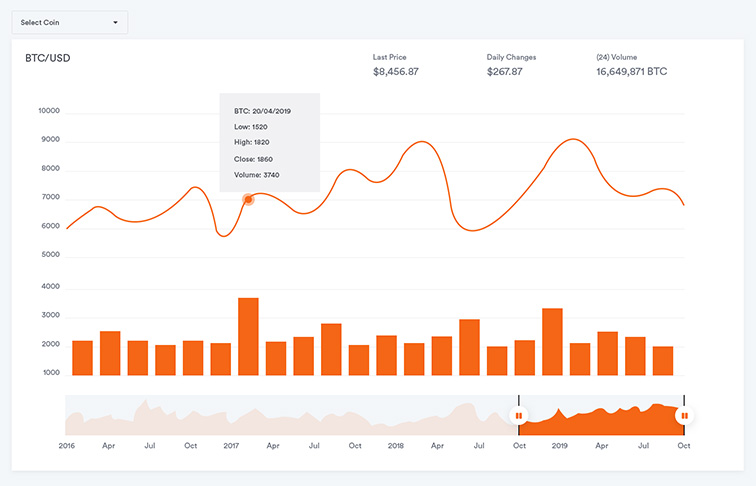 Select Coin
BTC/USD
Last Price
$8,456.87
Daily Changes
$267.87
(24) Volume
16,649,871 BTC
BTC: 20/04/2019
Low: 1520
High: 1820
Close: 1860
Volume: 3740
10000
9000
8000
7000
6000
5000
4000
3000
2000
1000
2016 Apr Jul Oct 2017 Apr Jul Oct 2018 Apr Jul Oct 2019 Apr Jul Oct